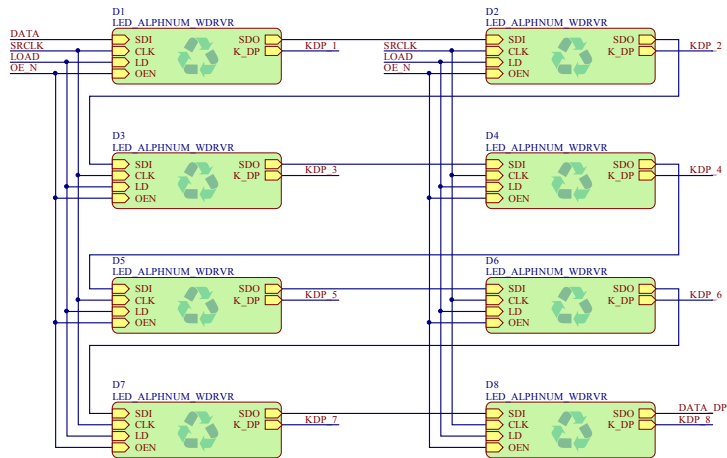 D1
LED_ALPHNUM_WDRVR
DATA
SRCLK
LOAD
OE_N
SDI
CLK
LD
OEN
SDO
K_DP
KDP_1
D2
LED_ALPHNUM_WDRVR
SRCLK
LOAD
OE_N
SDI
CLK
LD
OEN
SDO
K_DP
KDP_2
D3
LED_ALPHNUM_WDRVR
SDI
CLK
LD
OEN
SDO
K_DP
KDP_3
D4
LED_ALPHNUM_WDRVR
SDI
CLK
LD
OEN
SDO
K_DP
KDP_4
D5
LED_ALPHNUM_WDRVR
SDI
CLK
LD
OEN
SDO
K_DP
KDP_5
D6
LED_ALPHNUM_WDRVR
SDI
CLK
LD
OEN
SDO
K_DP
KDP_6
D7
LED_ALPHNUM_WDRVR
SDI
CLK
LD
OEN
SDO
K_DP
KDP_7
D8
LED_ALPHNUM_WDRVR
SDI
CLK
LD
OEN
SDO
K_DP
DATA_DP
KDP_8